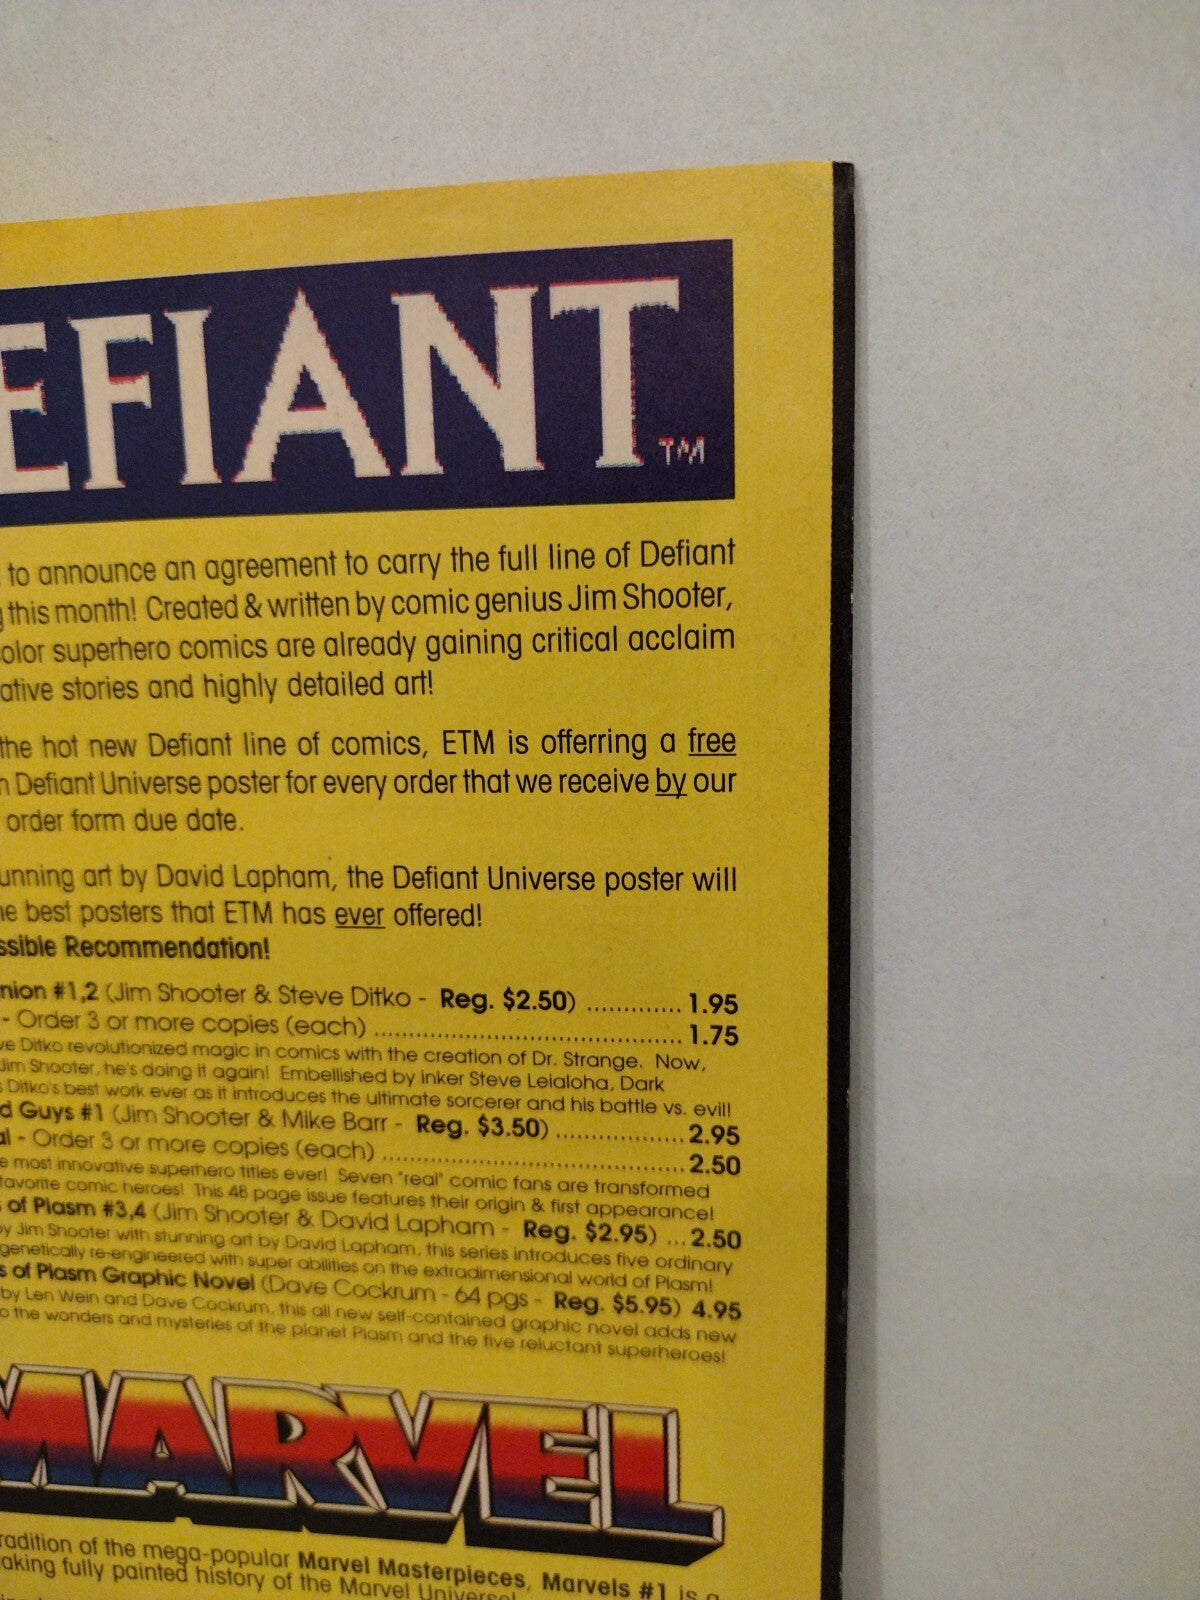 EFIANT
TM
to announce an agreement to carry the full line of Defiant
this month! Created & written by comic genius Jim Shooter,
olor superhero comics are already gaining critical acclaim
ative stories and highly detailed art!
the hot new Defiant line of comics, ETM is offerring a free
n Defiant Universe poster for every order that we receive by our
order form due date.
unning art by David Lapham, the Defiant Universe poster will
e best posters that ETM has ever offered!
ssible Recommendation!
nion #1,2 (Jim Shooter & Steve Ditko - Reg. $2.50) ............ 1.95
- Order 3 or more copies (each) ........................................ 1.75
ve Ditko revolutionized magic in comics with the creation of Dr. Strange. Now,
Jim Shooter, he's doing it again! Embellished by inker Steve Leialoha, Dark
s Ditko's best work ever as it introduces the ultimate sorcerer and his battle vs. evil!
d Guys #1 (Jim Shooter & Mike Barr - Reg. $3.50) ................ 2.95
al - Order 3 or more copies (each) ........................................ 2.50
e most innovative superhero titles ever! Seven "real" comic fans are transformed
favorite comic heroes! This 48 page issue features their origin & first appearance!
s of Plasm #3,4 (Jim Shooter & David Lapham - Reg. $2.95) ... 2.50
by Jim Shooter with stunning art by David Lapham, this series introduces five ordinary
genetically re-engineered with super abilities on the extradimensional world of Plasm!
s of Plasm Graphic Novel (Dave Cockrum - 64 pgs - Reg. $5.95) 4.95
by Len Wein and Dave Cockrum, this all new self-contained graphic novel adds new
o the wonders and mysteries of the planet Plasm and the five reluctant superheroes!
MARVEL
radition of the mega-popular Marvel Masterpieces, Marvels #1 is a
aking fully painted history of the Marvel Universe!